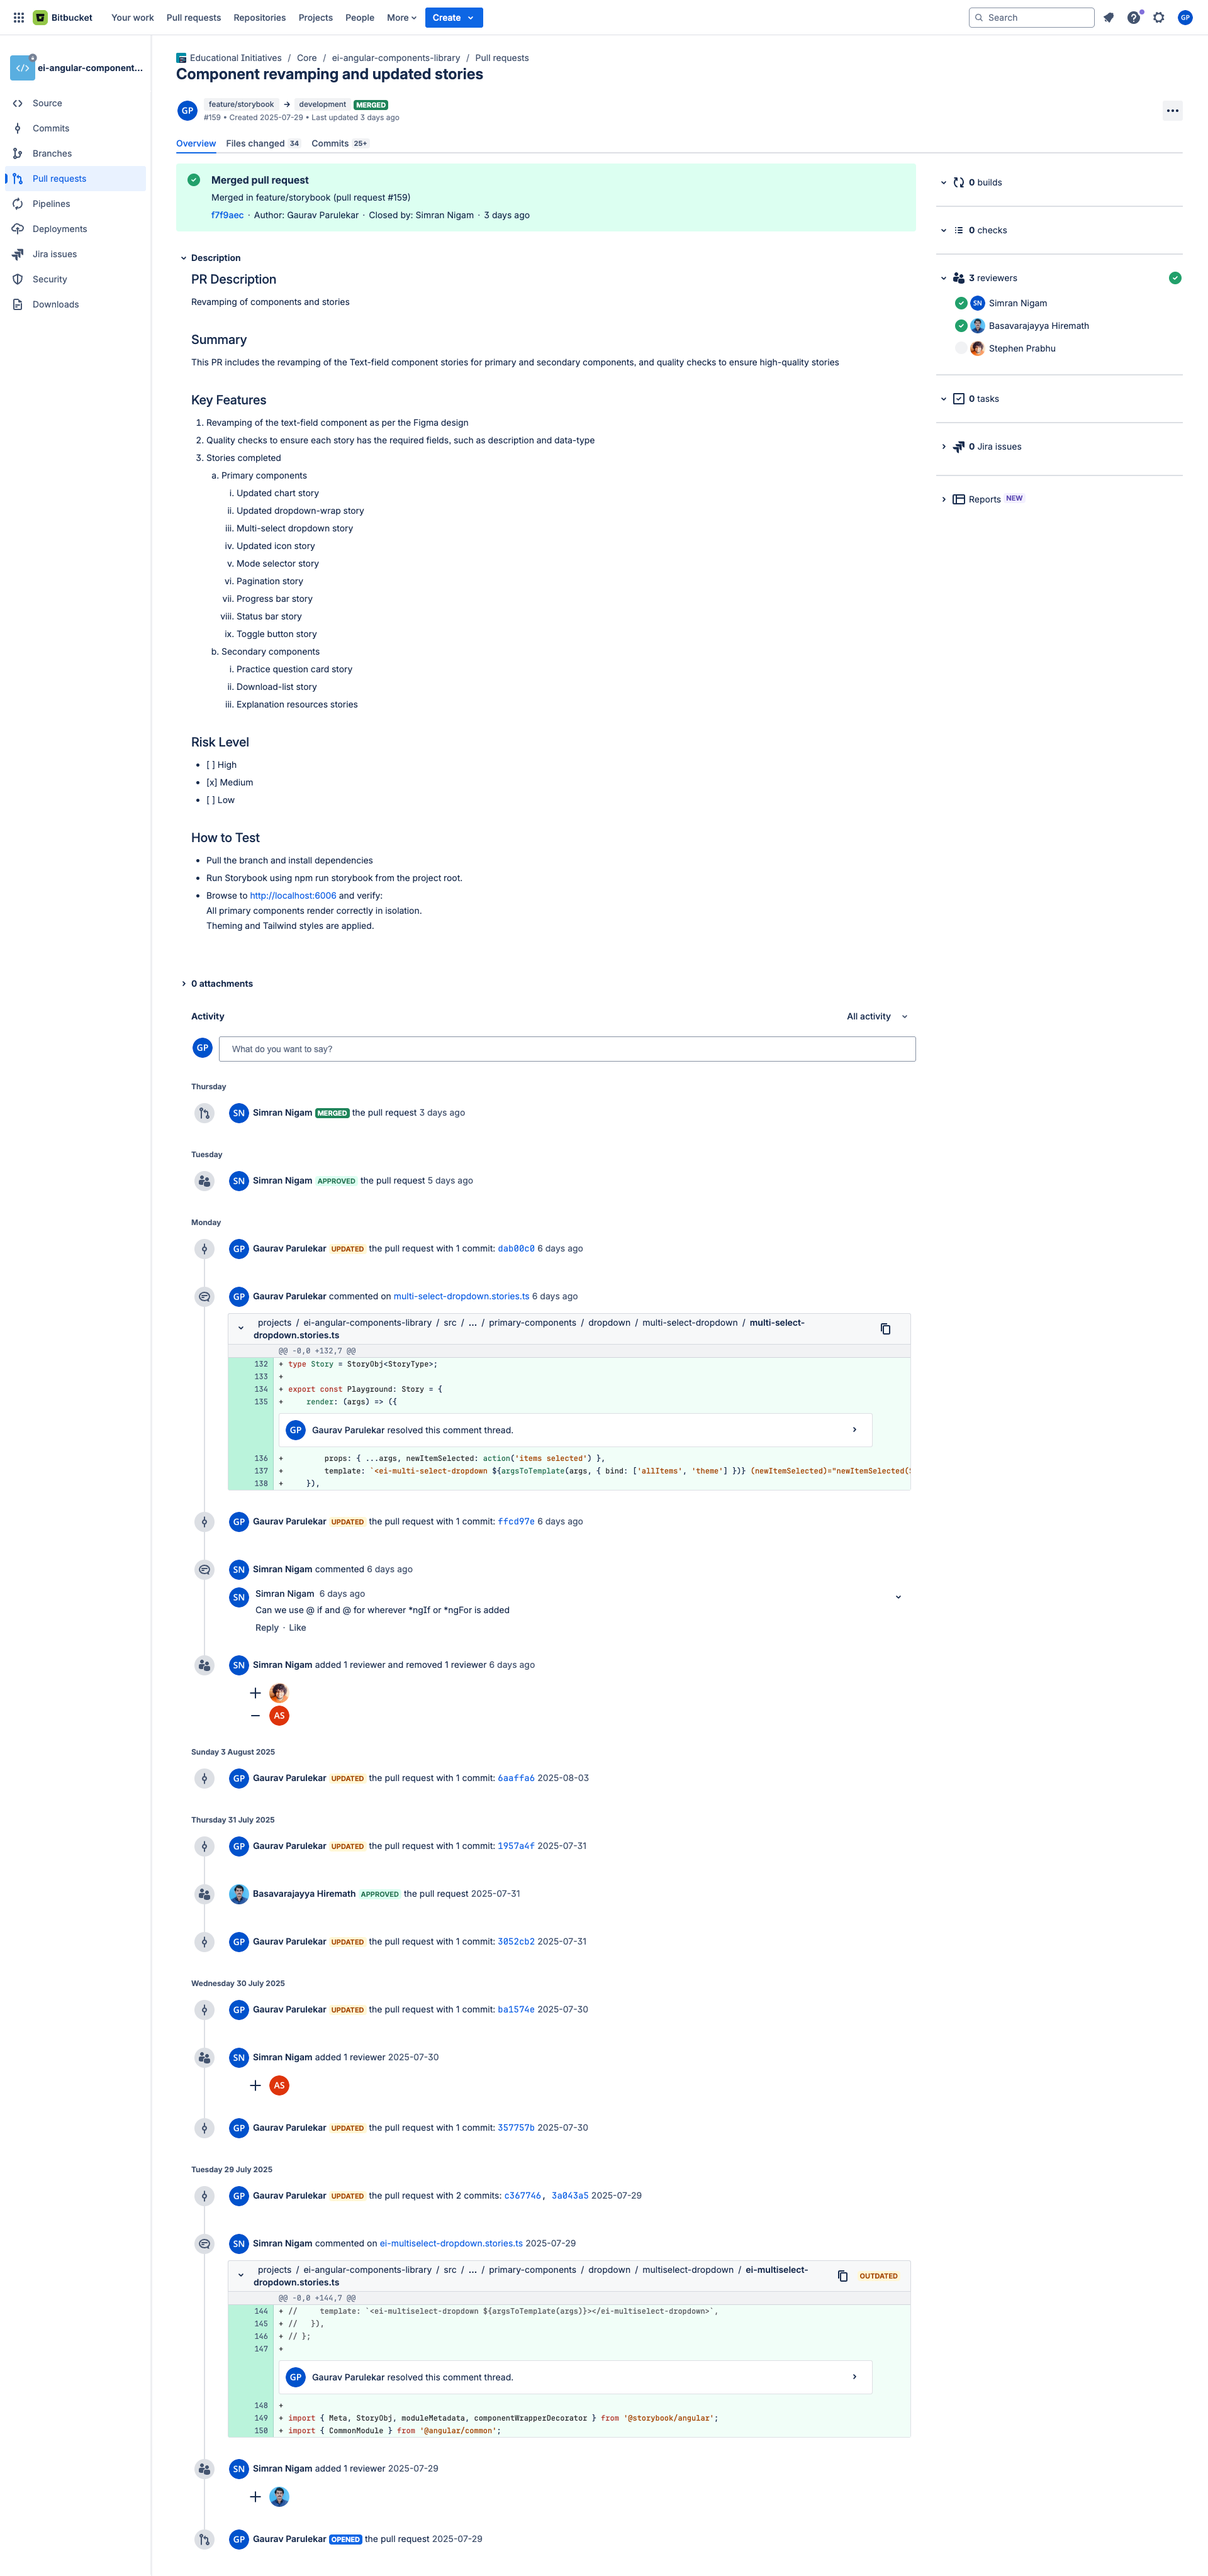 Bitbucket
Your work
Pull requests
Repositories
Projects
People
More
Create
Search
GP
ei-angular-component...
Source
Commits
Branches
Pull requests
Pipelines
Deployments
Jira issues
Security
Downloads
Educational Initiatives / Core / ei-angular-components-library / Pull requests
Component revamping and updated stories
GP
feature/storybook → development MERGED
#159 • Created 2025-07-29 • Last updated 3 days ago
Overview
Files changed 34
Commits 25+
Merged pull request
Merged in feature/storybook (pull request #159)
f7f9aec · Author: Gaurav Parulekar · Closed by: Simran Nigam · 3 days ago
0 builds
0 checks
3 reviewers
SN Simran Nigam
Basavarajayya Hiremath
Stephen Prabhu
0 tasks
0 Jira issues
Reports NEW
Description
PR Description
Revamping of components and stories
Summary
This PR includes the revamping of the Text-field component stories for primary and secondary components, and quality checks to ensure high-quality stories
Key Features
1. Revamping of the text-field component as per the Figma design
2. Quality checks to ensure each story has the required fields, such as description and data-type
3. Stories completed
a. Primary components
i. Updated chart story
ii. Updated dropdown-wrap story
iii. Multi-select dropdown story
iv. Updated icon story
v. Mode selector story
vi. Pagination story
vii. Progress bar story
viii. Status bar story
ix. Toggle button story
b. Secondary components
i. Practice question card story
ii. Download-list story
iii. Explanation resources stories
Risk Level
• [ ] High
• [x] Medium
• [ ] Low
How to Test
• Pull the branch and install dependencies
• Run Storybook using npm run storybook from the project root.
• Browse to http://localhost:6006 and verify:
All primary components render correctly in isolation.
Theming and Tailwind styles are applied.
0 attachments
Activity
All activity
GP
What do you want to say?
Thursday
SN Simran Nigam MERGED the pull request 3 days ago
Tuesday
SN Simran Nigam APPROVED the pull request 5 days ago
Monday
GP Gaurav Parulekar UPDATED the pull request with 1 commit: dab00c0 6 days ago
GP Gaurav Parulekar commented on multi-select-dropdown.stories.ts 6 days ago
projects / ei-angular-components-library / src / ... / primary-components / dropdown / multi-select-dropdown / multi-select-
dropdown.stories.ts
@@ -0,0 +132,7 @@
132 + type Story = StoryObj<StoryType>;
133 +
134 + export const Playground: Story = {
135 + render: (args) => ({
GP Gaurav Parulekar resolved this comment thread.
136 + props: { ...args, newItemSelected: action('items selected') },
137 + template: `<ei-multi-select-dropdown ${argsToTemplate(args, { bind: ['allItems', 'theme'] })} (newItemSelected)="newItemSelected($
138 + }),
GP Gaurav Parulekar UPDATED the pull request with 1 commit: ffcd97e 6 days ago
SN Simran Nigam commented 6 days ago
SN Simran Nigam 6 days ago
Can we use @ if and @ for wherever *ngIf or *ngFor is added
Reply · Like
SN Simran Nigam added 1 reviewer and removed 1 reviewer 6 days ago
+
− AS
Sunday 3 August 2025
GP Gaurav Parulekar UPDATED the pull request with 1 commit: 6aaffa6 2025-08-03
Thursday 31 July 2025
GP Gaurav Parulekar UPDATED the pull request with 1 commit: 1957a4f 2025-07-31
Basavarajayya Hiremath APPROVED the pull request 2025-07-31
GP Gaurav Parulekar UPDATED the pull request with 1 commit: 3052cb2 2025-07-31
Wednesday 30 July 2025
GP Gaurav Parulekar UPDATED the pull request with 1 commit: ba1574e 2025-07-30
SN Simran Nigam added 1 reviewer 2025-07-30
+ AS
GP Gaurav Parulekar UPDATED the pull request with 1 commit: 357757b 2025-07-30
Tuesday 29 July 2025
GP Gaurav Parulekar UPDATED the pull request with 2 commits: c367746, 3a043a5 2025-07-29
SN Simran Nigam commented on ei-multiselect-dropdown.stories.ts 2025-07-29
projects / ei-angular-components-library / src / ... / primary-components / dropdown / multiselect-dropdown / ei-multiselect-
dropdown.stories.ts
OUTDATED
@@ -0,0 +144,7 @@
144 + // template: `<ei-multiselect-dropdown ${argsToTemplate(args)}></ei-multiselect-dropdown>`,
145 + // }),
146 + // };
147 +
GP Gaurav Parulekar resolved this comment thread.
148 +
149 + import { Meta, StoryObj, moduleMetadata, componentWrapperDecorator } from '@storybook/angular';
150 + import { CommonModule } from '@angular/common';
SN Simran Nigam added 1 reviewer 2025-07-29
+
GP Gaurav Parulekar OPENED the pull request 2025-07-29